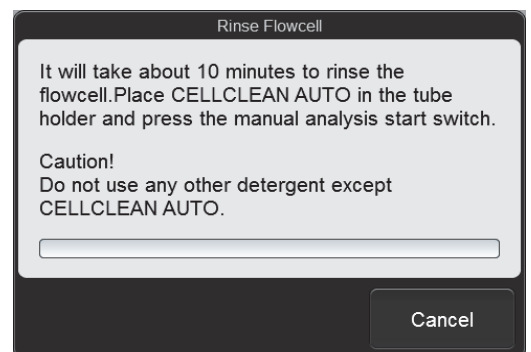 Rinse Flowcell
It will take about 10 minutes to rinse the
flowcell.Place CELLCLEAN AUTO in the tube
holder and press the manual analysis start switch.
Caution!
Do not use any other detergent except
CELLCLEAN AUTO.
Cancel